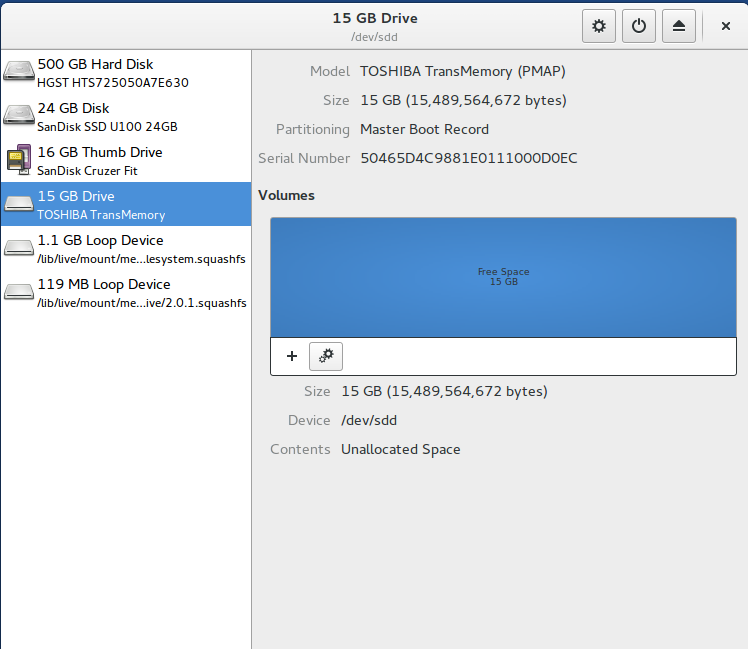 15 GB Drive
/dev/sdd
500 GB Hard Disk
HGST HTS725050A7E630
24 GB Disk
SanDisk SSD U100 24GB
16 GB Thumb Drive
SanDisk Cruzer Fit
15 GB Drive
TOSHIBA TransMemory
1.1 GB Loop Device
/lib/live/mount/me...lesystem.squashfs
119 MB Loop Device
/lib/live/mount/me...ive/2.0.1.squashfs
Model TOSHIBA TransMemory (PMAP)
Size 15 GB (15,489,564,672 bytes)
Partitioning Master Boot Record
Serial Number 50465D4C9881E0111000D0EC
Volumes
Free Space
15 GB
Size 15 GB (15,489,564,672 bytes)
Device /dev/sdd
Contents Unallocated Space